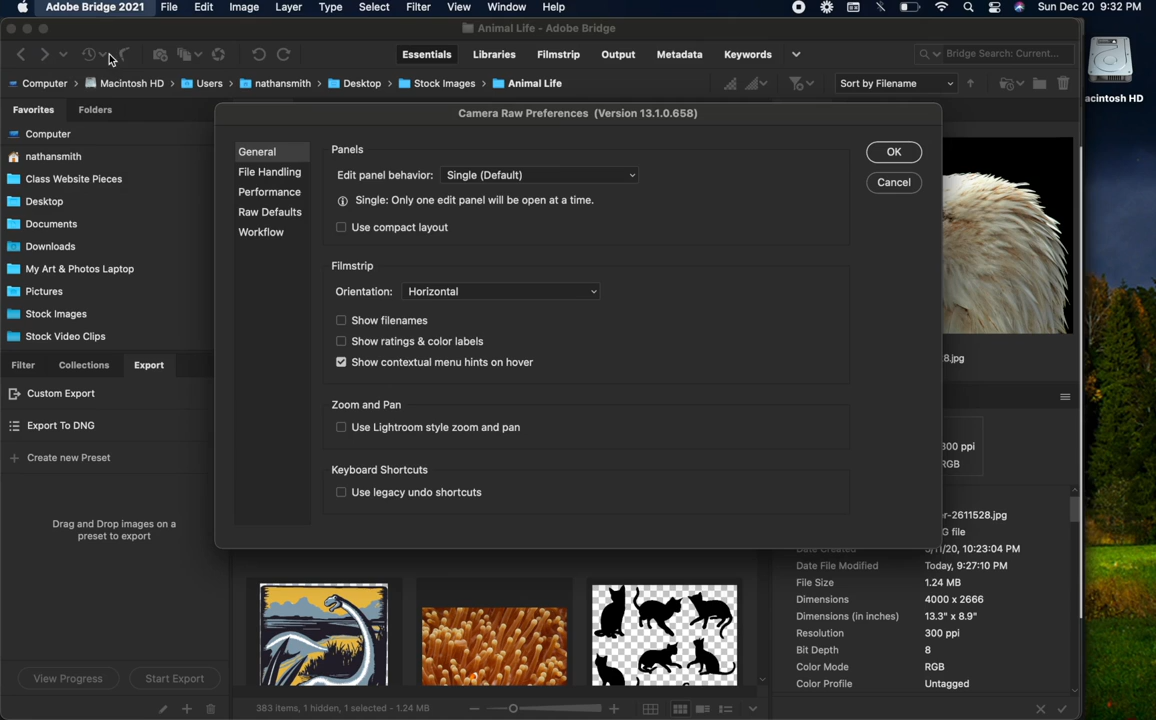 Adobe Bridge 2021 File Edit Image Layer Type Select Filter View Window Help Sun Dec 20 9:32 PM
Animal Life - Adobe Bridge
Essentials Libraries Filmstrip Output Metadata Keywords Bridge Search: Current...
Computer > Macintosh HD > Users > nathansmith > Desktop > Stock Images > Animal Life Sort by Filename
acintosh HD
Favorites Folders
Computer
nathansmith
Class Website Pieces
Desktop
Documents
Downloads
My Art & Photos Laptop
Pictures
Stock Images
Stock Video Clips
Filter Collections Export
Custom Export
Export To DNG
Create new Preset
Drag and Drop images on a
preset to export
View Progress Start Export
Camera Raw Preferences (Version 13.1.0.658)
General
File Handling
Performance
Raw Defaults
Workflow
Panels
Edit panel behavior: Single (Default)
Single: Only one edit panel will be open at a time.
Use compact layout
Filmstrip
Orientation: Horizontal
Show filenames
Show ratings & color labels
Show contextual menu hints on hover
Zoom and Pan
Use Lightroom style zoom and pan
Keyboard Shortcuts
Use legacy undo shortcuts
OK
Cancel
8.jpg
300 ppi
RGB
r-2611528.jpg
G file
Date Created 5/11/20, 10:23:04 PM
Date File Modified Today, 9:27:10 PM
File Size 1.24 MB
Dimensions 4000 x 2666
Dimensions (in inches) 13.3" x 8.9"
Resolution 300 ppi
Bit Depth 8
Color Mode RGB
Color Profile Untagged
383 items, 1 hidden, 1 selected - 1.24 MB